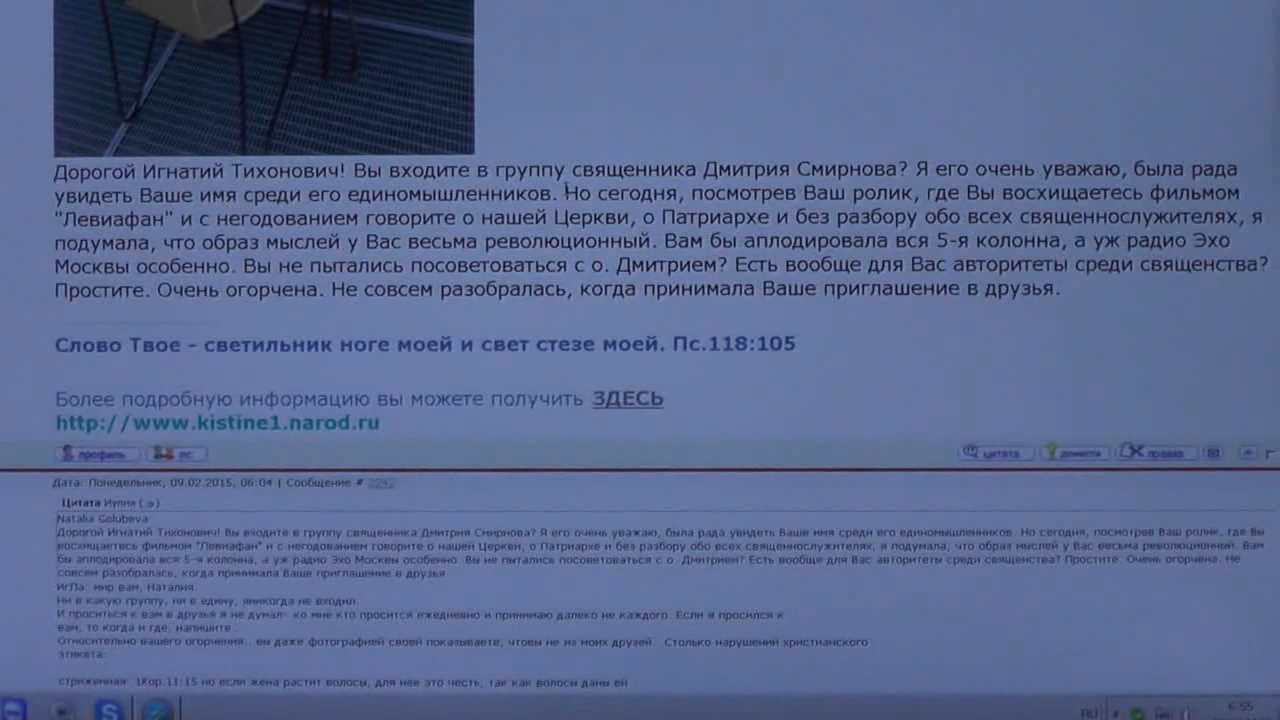 Дорогой Игнатий Тихонович! Вы входите в группу священника Дмитрия Смирнова? Я его очень уважаю, была рада
увидеть Ваше имя среди его единомышленников. Но сегодня, посмотрев Ваш ролик, где Вы восхищаетесь фильмом
"Левиафан" и с негодованием говорите о нашей Церкви, о Патриархе и без разбору обо всех священнослужителях, я
подумала, что образ мыслей у Вас весьма революционный. Вам бы аплодировала вся 5-я колонна, а уж радио Эхо
Москвы особенно. Вы не пытались посоветоваться с о. Дмитрием? Есть вообще для Вас авторитеты среди священства?
Простите. Очень огорчена. Не совсем разобралась, когда принимала Ваше приглашение в друзья.
Слово Твое - светильник ноге моей и свет стезе моей. Пс.118:105
Более подробную информацию вы можете получить ЗДЕСЬ
http://www.kistine1.narod.ru
профиль лс цитата правка
Дата: Понедельник, 09.02.2015, 06:04 | Сообщение #
Цитата
Natalia Golubeva
Дорогой Игнатий Тихонович! Вы входите в группу священника Дмитрия Смирнова? Я его очень уважаю, была рада увидеть Ваше имя среди его единомышленников. Но сегодня, посмотрев Ваш ролик, где Вы
восхищаетесь фильмом "Левиафан" и с негодованием говорите о нашей Церкви, о Патриархе и без разбору обо всех священнослужителях, я подумала, что образ мыслей у Вас весьма революционный. Вам
бы аплодировала вся 5-я колонна, а уж радио Эхо Москвы особенно. Вы не пытались посоветоваться с о. Дмитрием? Есть вообще для Вас авторитеты среди священства? Простите. Очень огорчена. Не
совсем разобралась, когда принимала Ваше приглашение в друзья.
ИгЛа: мир вам, Наталия.
Ни в какую группу, ни в едину, яникогда не входил.
И проситься к вам в друзья я не думал- ко мне кто просится ежедневно и принимаю далеко не каждого. Если я просился к
вам, то когда и где, напишите...
Относительно вашего огорчения.. вы даже фотографией своей показываете, чтовы не из моих друзей.. Столько нарушений христианского
этикета:
стриженная: 1Кор.11:15 но если жена растит волосы, для нее это честь, так как волосы даны ей
RU 6:55